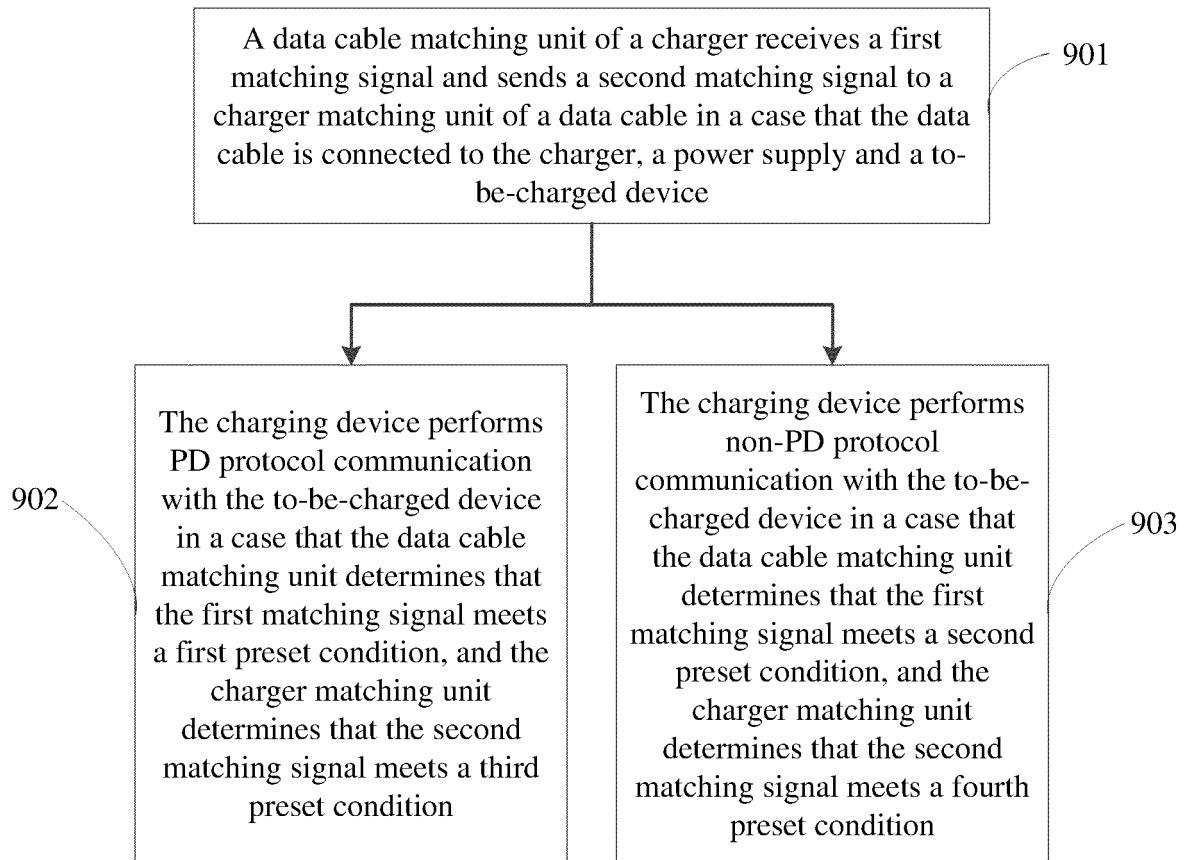 A data cable matching unit of a charger receives a first
matching signal and sends a second matching signal to a
charger matching unit of a data cable in a case that the data
cable is connected to the charger, a power supply and a to-
be-charged device
901
The charging device performs
PD protocol communication
with the to-be-charged device
in a case that the data cable
matching unit determines that
the first matching signal meets
a first preset condition, and the
charger matching unit
determines that the second
matching signal meets a third
preset condition
902
The charging device performs
non-PD protocol
communication with the to-be-
charged device in a case that
the data cable matching unit
determines that the first
matching signal meets a second
preset condition, and the
charger matching unit
determines that the second
matching signal meets a fourth
preset condition
903